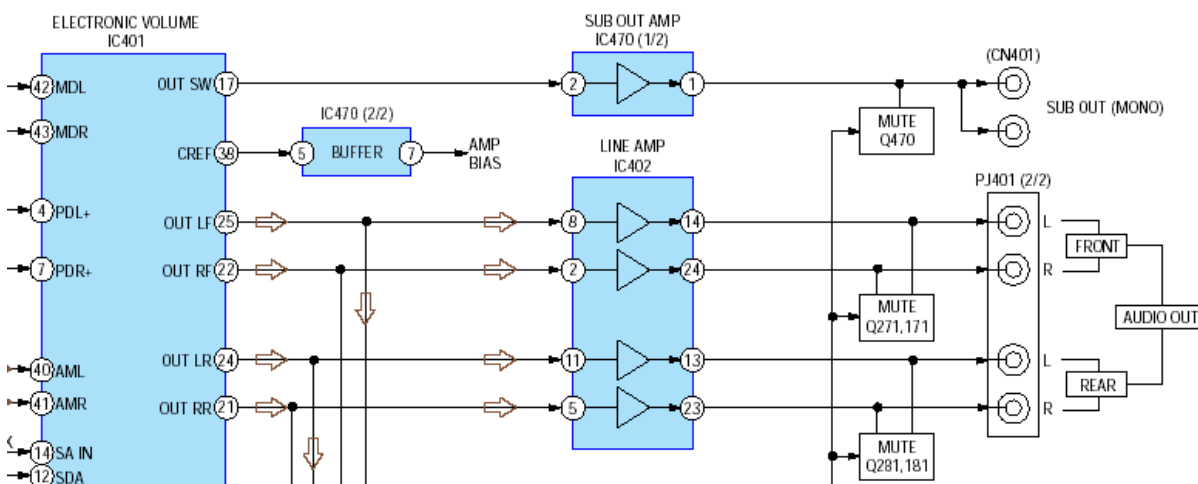 ELECTRONIC VOLUME
IC401
42 MDL
43 MDR
4 PDL+
7 PDR+
40 AML
41 AMR
14 SA IN
12 SDA
OUT SW 17
CREF 38
OUT LF 25
OUT RF 22
OUT LR 24
OUT RR 21
IC470 (2/2)
5 BUFFER 7
AMP
BIAS
SUB OUT AMP
IC470 (1/2)
2 1
LINE AMP
IC402
8 14
2 24
11 13
5 23
MUTE
Q470
MUTE
Q271,171
MUTE
Q281,181
(CN401)
SUB OUT (MONO)
PJ401 (2/2)
L
FRONT
R
AUDIO OUT
L
REAR
R